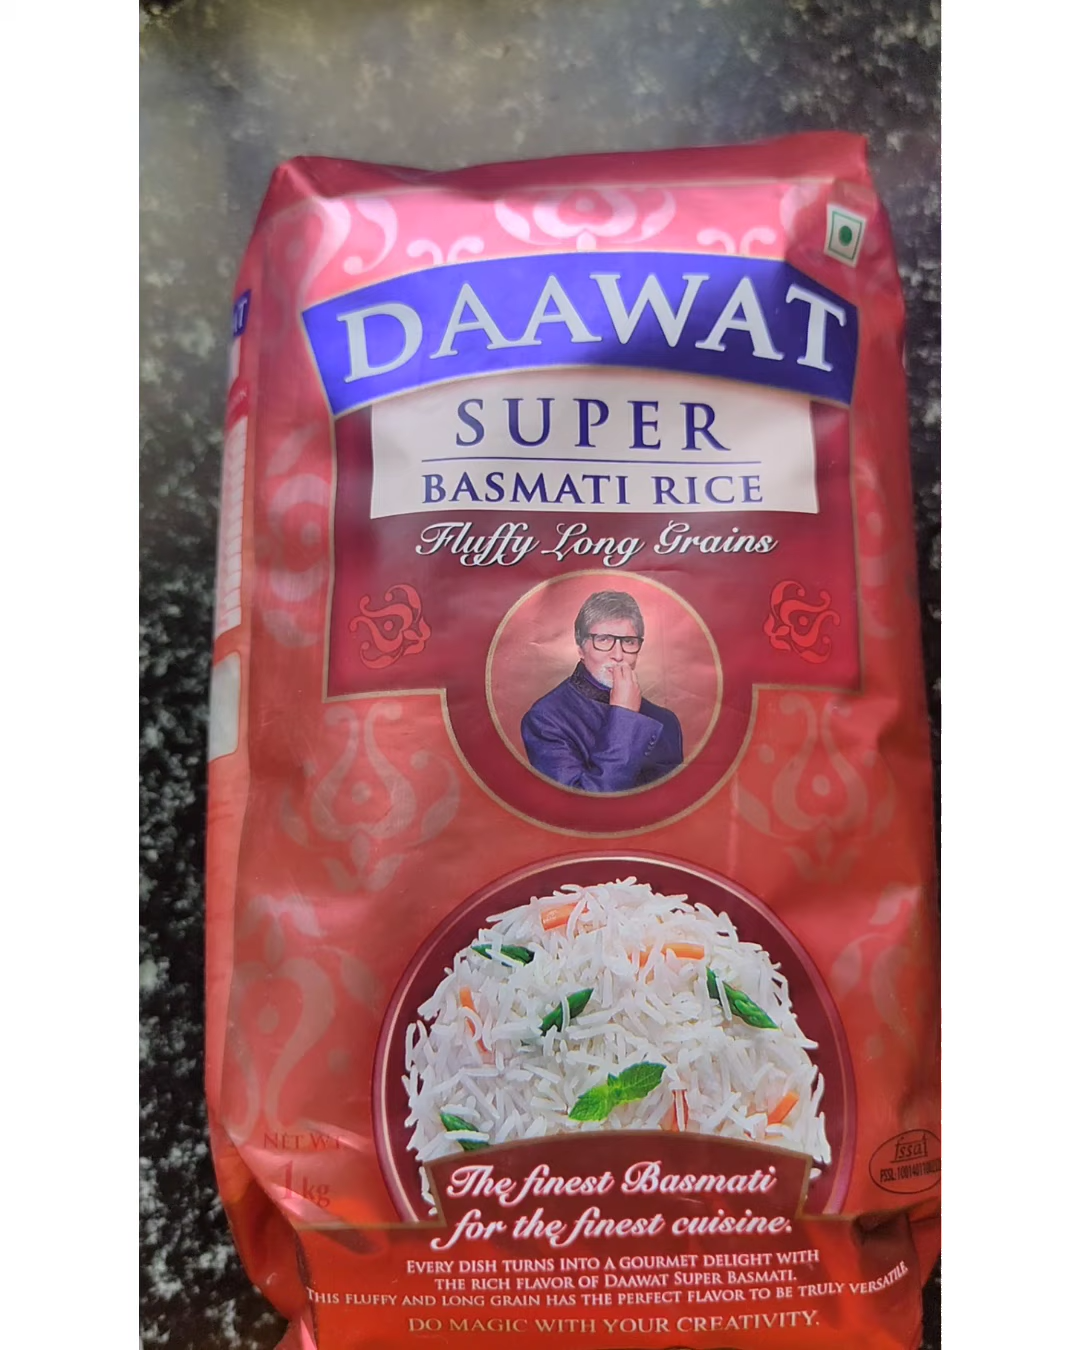 DAAWAT
SUPER
BASMATI RICE
Fluffy Long Grains
NET WT
1kg
fssai
The finest Basmati
for the finest cuisine.
EVERY DISH TURNS INTO A GOURMET DELIGHT WITH
THE RICH FLAVOR OF DAAWAT SUPER BASMATI.
THIS FLUFFY AND LONG GRAIN HAS THE PERFECT FLAVOR TO BE TRULY VERSATILE.
DO MAGIC WITH YOUR CREATIVITY.